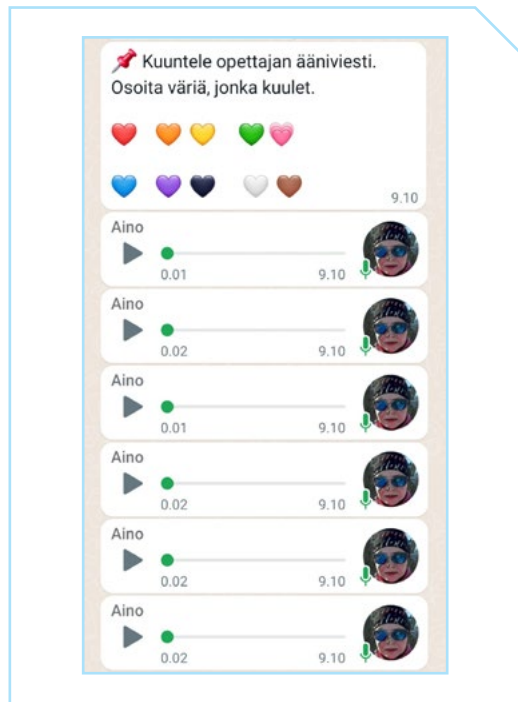 📌 Kuuntele opettajan ääniviesti.
Osoita väriä, jonka kuulet.
❤️ 🧡 💛 💚 💗
💙 💜 🖤 🤍 🤎
9.10
Aino
0.01 9.10
Aino
0.02 9.10
Aino
0.01 9.10
Aino
0.02 9.10
Aino
0.02 9.10
Aino
0.02 9.10